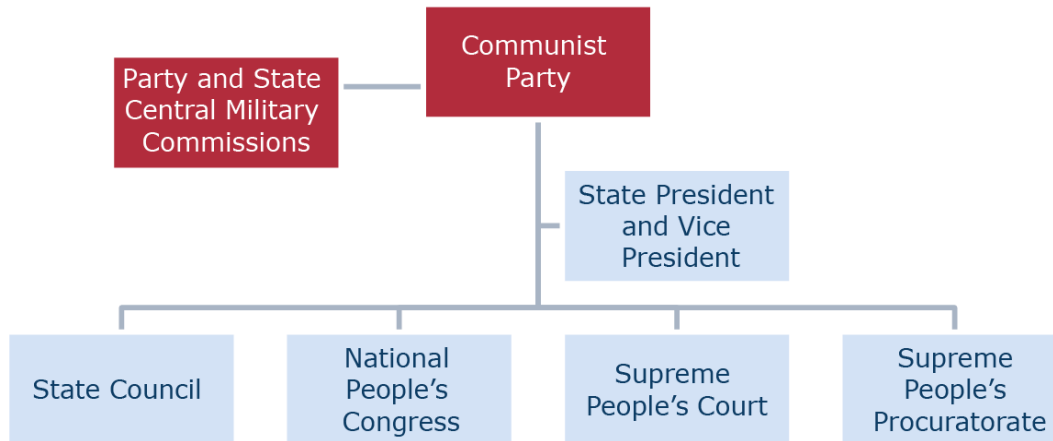 Communist
Party
Party and State
Central Military
Commissions
State President
and Vice
President
State Council
National
People’s
Congress
Supreme
People’s Court
Supreme
People’s
Procuratorate